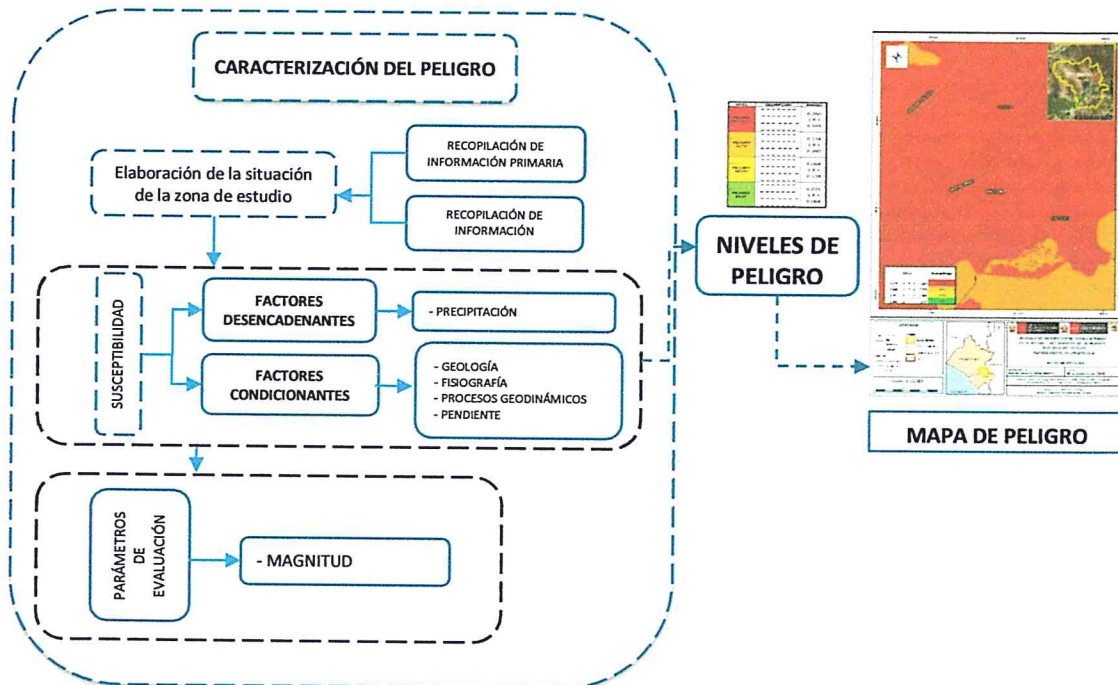 CARACTERIZACIÓN DEL PELIGRO
Elaboración de la situación
de la zona de estudio
RECOPILACIÓN DE
INFORMACIÓN PRIMARIA
RECOPILACIÓN DE
INFORMACIÓN
SUSCEPTIBILIDAD
FACTORES
DESENCADENANTES
- PRECIPITACIÓN
FACTORES
CONDICIONANTES
- GEOLOGÍA
- FISIOGRAFÍA
- PROCESOS GEODINÁMICOS
- PENDIENTE
PARÁMETROS
DE
EVALUACIÓN
- MAGNITUD
NIVELES DE
PELIGRO
MAPA DE PELIGRO